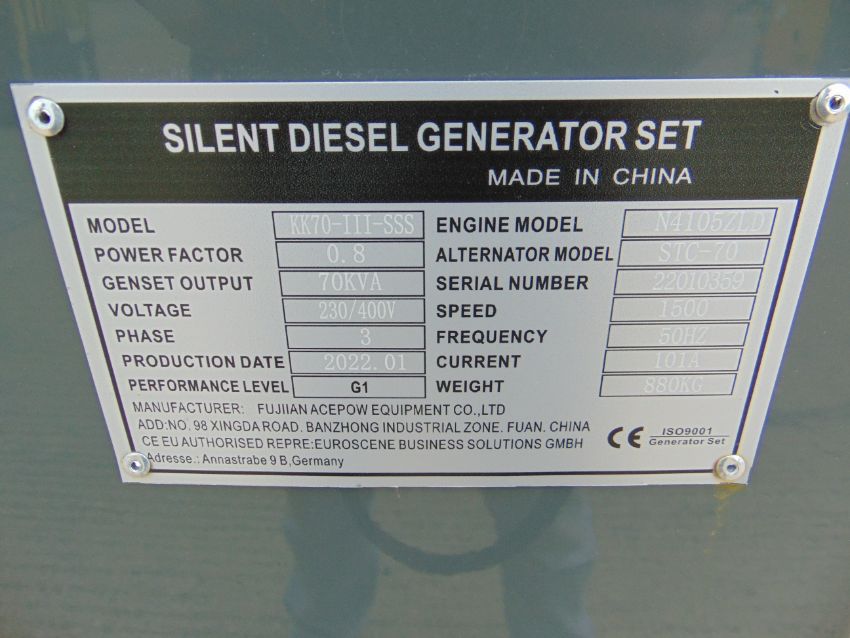 SILENT DIESEL GENERATOR SET
MADE IN CHINA
MODEL KK70-III-SSS ENGINE MODEL N4105ZLD
POWER FACTOR 0.8 ALTERNATOR MODEL STC-70
GENSET OUTPUT 70KVA SERIAL NUMBER 22010359
VOLTAGE 230/400V SPEED 1500
PHASE 3 FREQUENCY 50HZ
PRODUCTION DATE 2022.01 CURRENT 101A
PERFORMANCE LEVEL G1 WEIGHT 880KG
MANUFACTURER: FUJIIAN ACEPOW EQUIPMENT CO.,LTD
ADD:NO. 98 XINGDA ROAD. BANZHONG INDUSTRIAL ZONE. FUAN. CHINA
CE EU AUTHORISED REPRE:EUROSCENE BUSINESS SOLUTIONS GMBH
Adresse.: Annastrabe 9 B,Germany
CE ISO9001
Generator Set